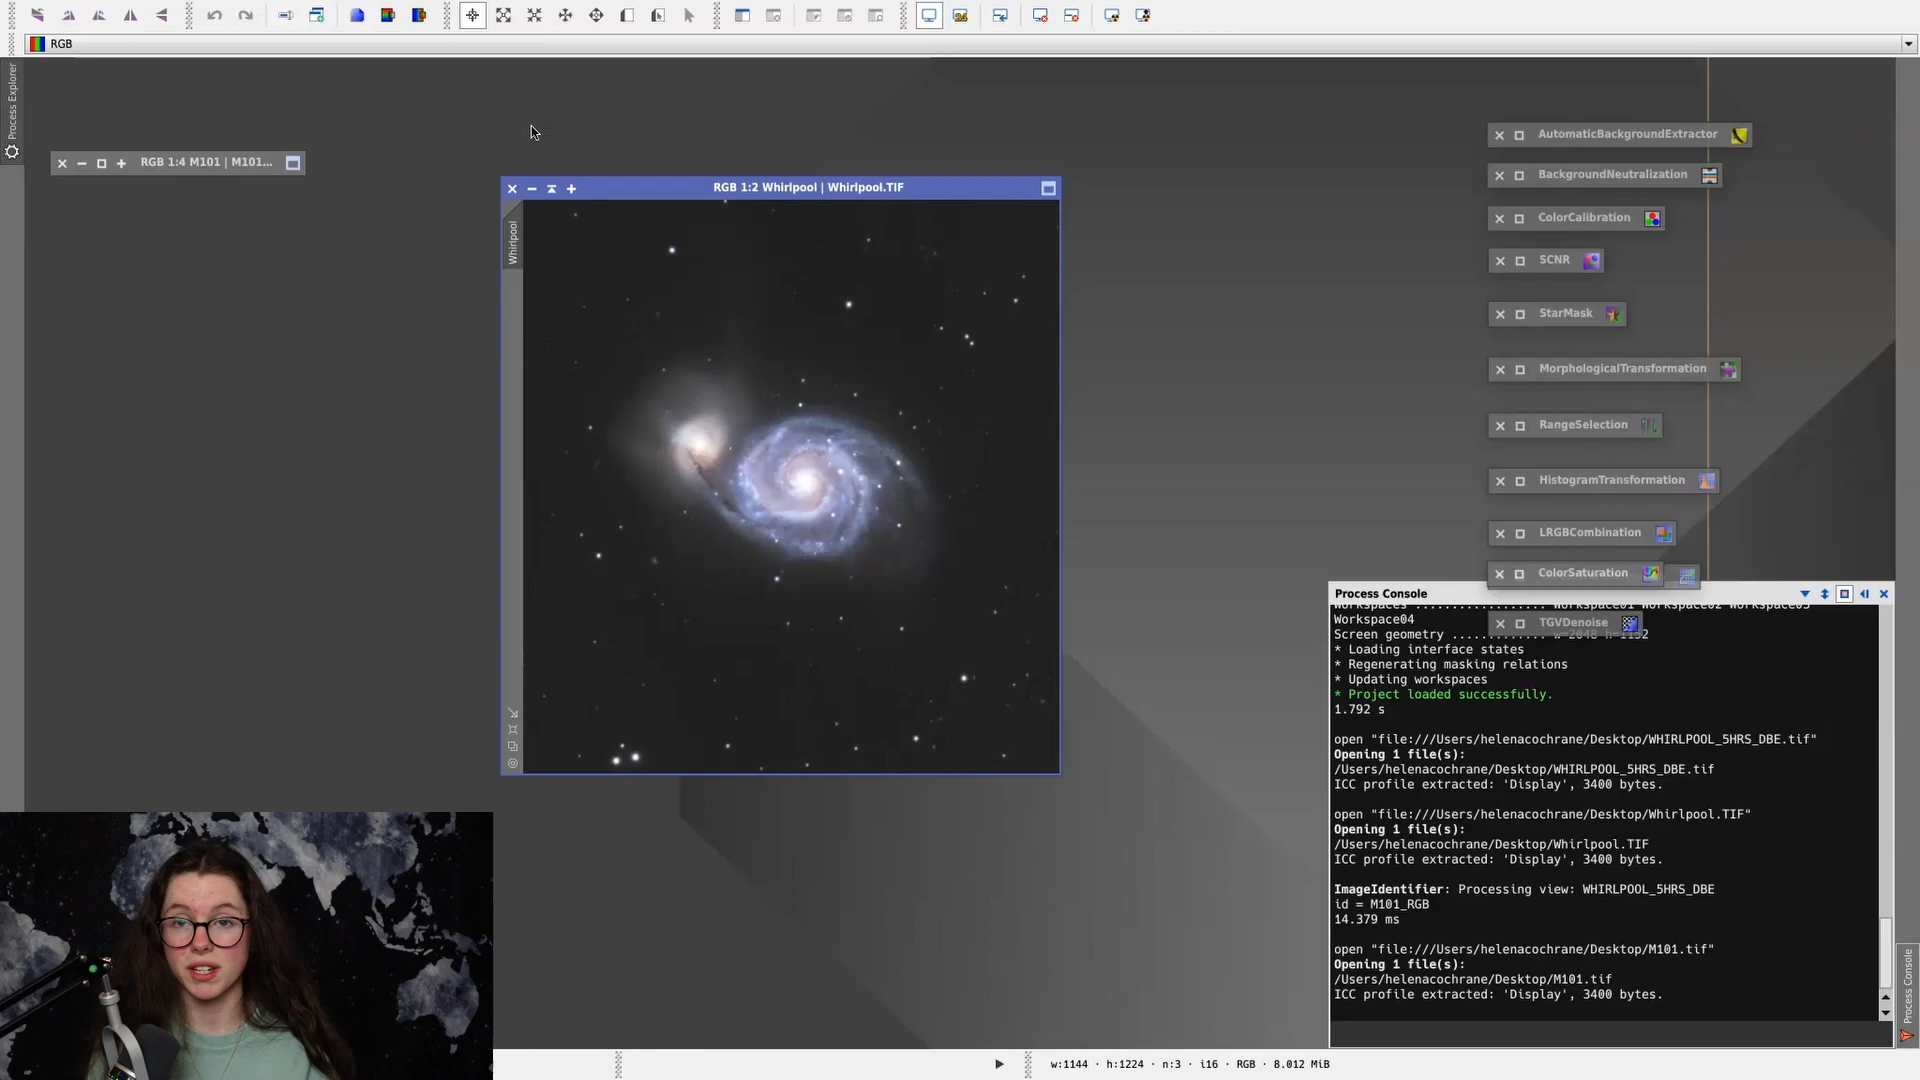 RGB
Process Explorer
RGB 1:4 M101 | M101...
RGB 1:2 Whirlpool | Whirlpool.TIF
Whirlpool
AutomaticBackgroundExtractor
BackgroundNeutralization
ColorCalibration
SCNR
StarMask
MorphologicalTransformation
RangeSelection
HistogramTransformation
LRGBCombination
ColorSaturation
TGVDenoise
Process Console
Workspaces .................. Workspace01 Workspace02 Workspace03
Workspace04
Screen geometry ............. w=2048 h=1152
* Loading interface states
* Regenerating masking relations
* Updating workspaces
* Project loaded successfully.
1.792 s
open "file:///Users/helenacochrane/Desktop/WHIRLPOOL_5HRS_DBE.tif"
Opening 1 file(s):
/Users/helenacochrane/Desktop/WHIRLPOOL_5HRS_DBE.tif
ICC profile extracted: 'Display', 3400 bytes.
open "file:///Users/helenacochrane/Desktop/Whirlpool.TIF"
Opening 1 file(s):
/Users/helenacochrane/Desktop/Whirlpool.TIF
ICC profile extracted: 'Display', 3400 bytes.
ImageIdentifier: Processing view: WHIRLPOOL_5HRS_DBE
id = M101_RGB
14.379 ms
open "file:///Users/helenacochrane/Desktop/M101.tif"
Opening 1 file(s):
/Users/helenacochrane/Desktop/M101.tif
ICC profile extracted: 'Display', 3400 bytes.
Process Console
w:1144 · h:1224 · n:3 · i16 · RGB · 8.012 MiB